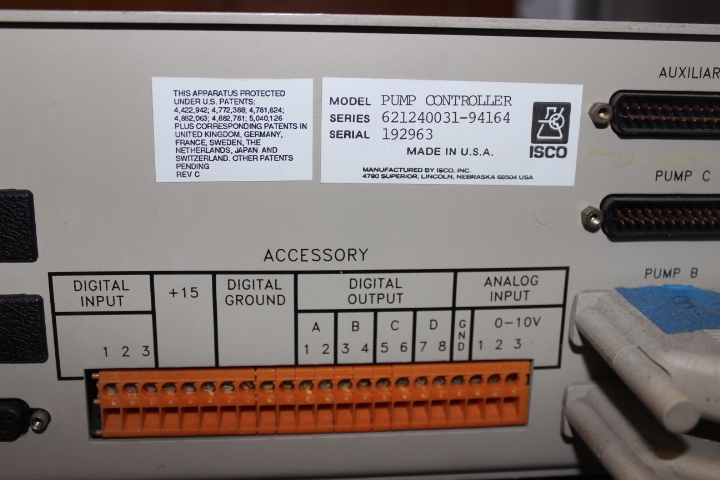 THIS APPARATUS PROTECTED
UNDER U.S. PATENTS:
4,422,942; 4,772,388; 4,781,824;
4,862,063; 4,882,781; 5,040,126
PLUS CORRESPONDING PATENTS IN
UNITED KINGDOM, GERMANY,
FRANCE, SWEDEN, THE
NETHERLANDS, JAPAN AND
SWITZERLAND. OTHER PATENTS
PENDING
REV C
MODEL PUMP CONTROLLER
SERIES 621240031-94164
SERIAL 192963
MADE IN U.S.A.
ISCO
MANUFACTURED BY ISCO, INC.
4700 SUPERIOR, LINCOLN, NEBRASKA 68504 USA
AUXILIAR
PUMP C
PUMP B
ACCESSORY
DIGITAL INPUT
+15
DIGITAL GROUND
DIGITAL OUTPUT
ANALOG INPUT
A B C D
GND
0-10V
1 2 3
1 2 3 4 5 6 7 8
1 2 3